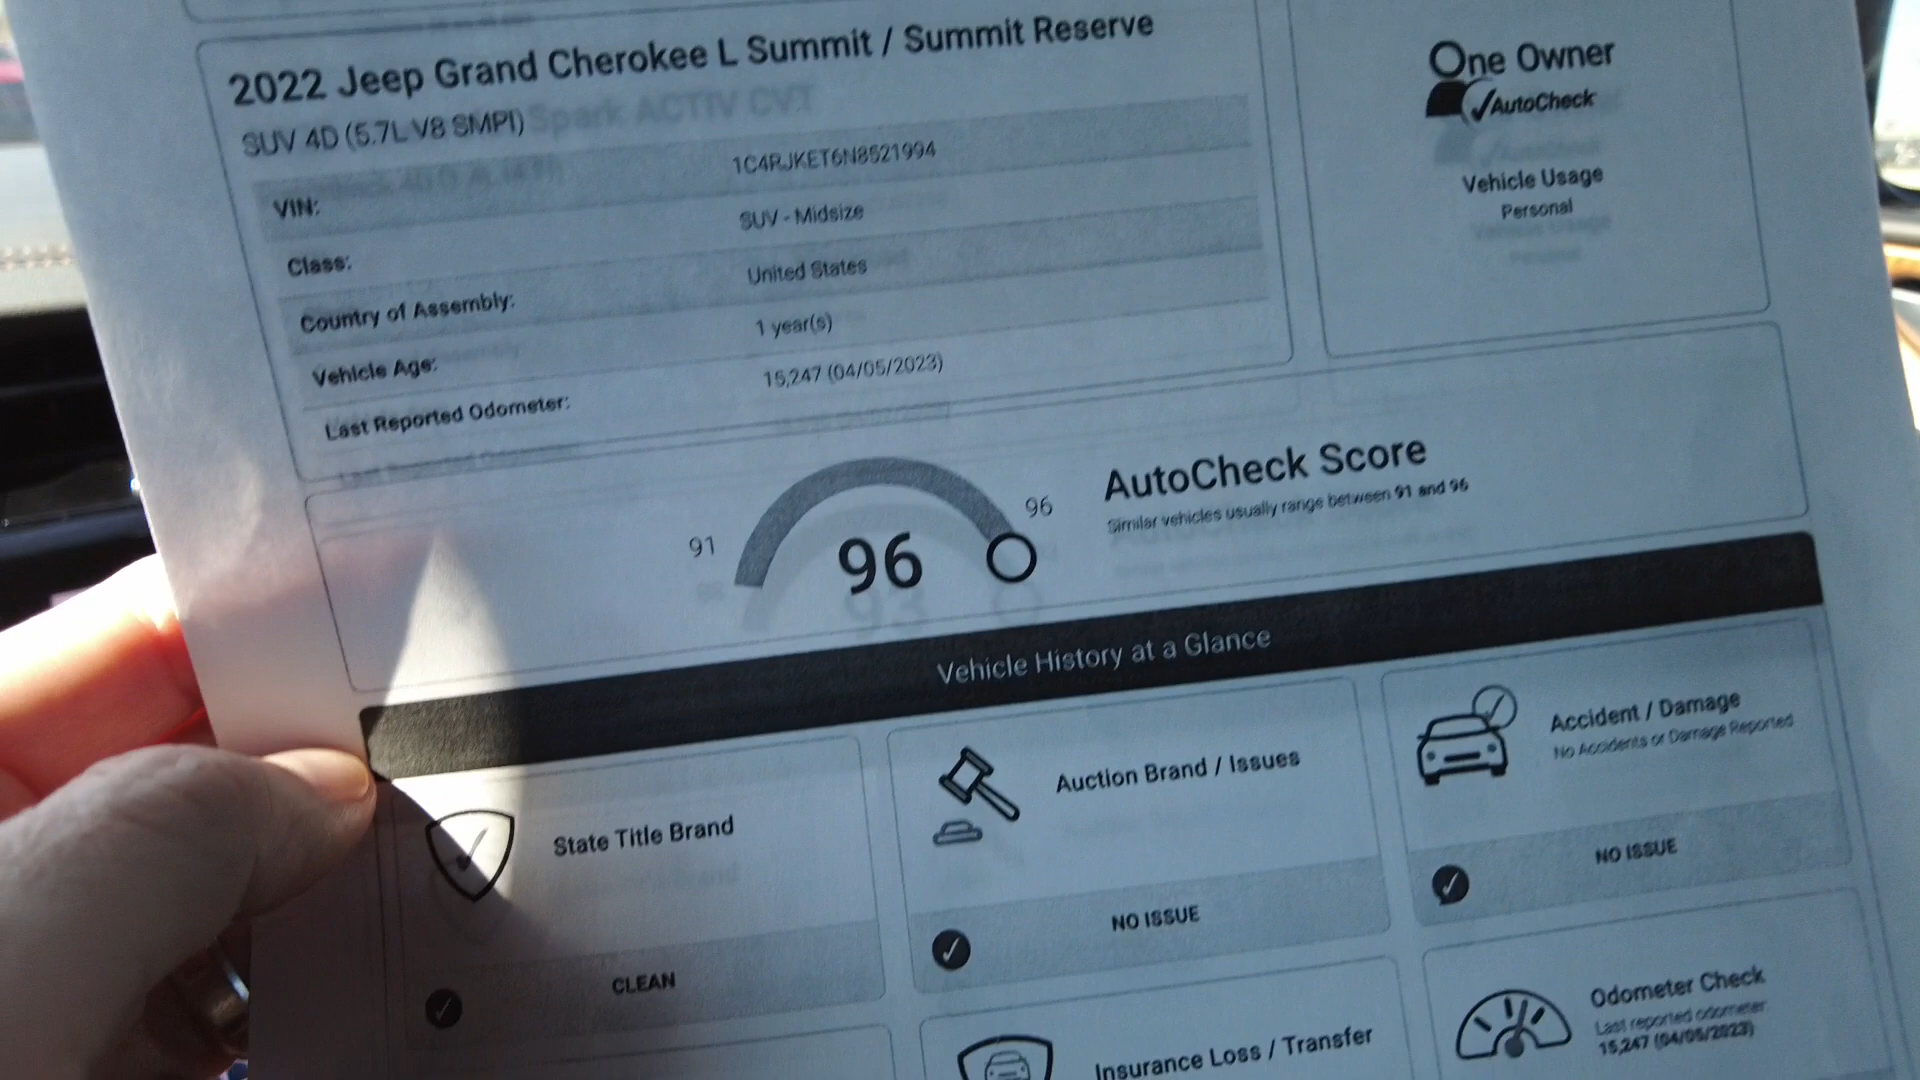 2022 Jeep Grand Cherokee L Summit / Summit Reserve
SUV 4D (5.7L V8 SMPI)
Spark ACTIV CVT
VIN: 1C4RJKET6N8521994
Class: SUV - Midsize
Country of Assembly: United States
Vehicle Age: 1 year(s)
Last Reported Odometer: 15,247 (04/05/2023)
One Owner
AutoCheck
Vehicle Usage
Personal
91
96
96
AutoCheck Score
Similar vehicles usually range between 91 and 96
93
Vehicle History at a Glance
State Title Brand
CLEAN
Auction Brand / Issues
NO ISSUE
Accident / Damage
No Accidents or Damage Reported
NO ISSUE
Insurance Loss / Transfer
Odometer Check
Last reported odometer:
15,247 (04/05/2023)